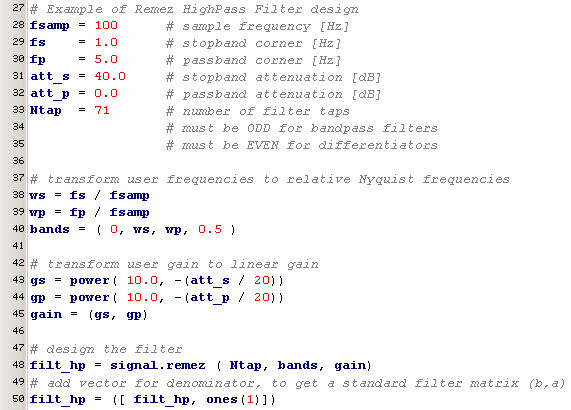 27 # Example of Remez HighPass Filter design
28 fsamp = 100 # sample frequency [Hz]
29 fs = 1.0 # stopband corner [Hz]
30 fp = 5.0 # passband corner [Hz]
31 att_s = 40.0 # stopband attenuation [dB]
32 att_p = 0.0 # passband attenuation [dB]
33 Ntap = 71 # number of filter taps
34 # must be ODD for bandpass filters
35 # must be EVEN for differentiators
36
37 # transform user frequencies to relative Nyquist frequencies
38 ws = fs / fsamp
39 wp = fp / fsamp
40 bands = ( 0, ws, wp, 0.5 )
41
42 # transform user gain to linear gain
43 gs = power( 10.0, -(att_s / 20))
44 gp = power( 10.0, -(att_p / 20))
45 gain = (gs, gp)
46
47 # design the filter
48 filt_hp = signal.remez ( Ntap, bands, gain)
49 # add vector for denominator, to get a standard filter matrix (b,a)
50 filt_hp = ([ filt_hp, ones(1)])